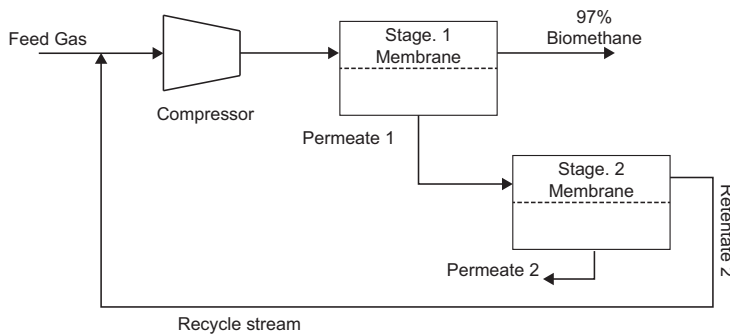 97%
Biomethane
Feed Gas
Stage. 1
Membrane
Compressor
Permeate 1
Stage. 2
Membrane
Retentate 2
Permeate 2
Recycle stream